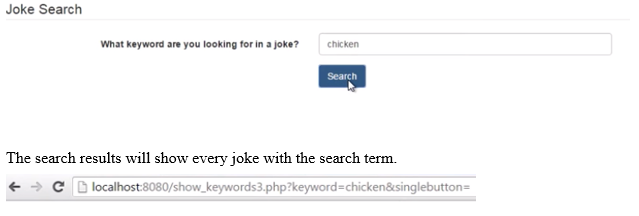 Joke Search
What keyword are you looking for in a joke? chicken
Search
The search results will show every joke with the search term.
localhost:8080/show_keywords3.php?keyword=chicken&singlebutton=